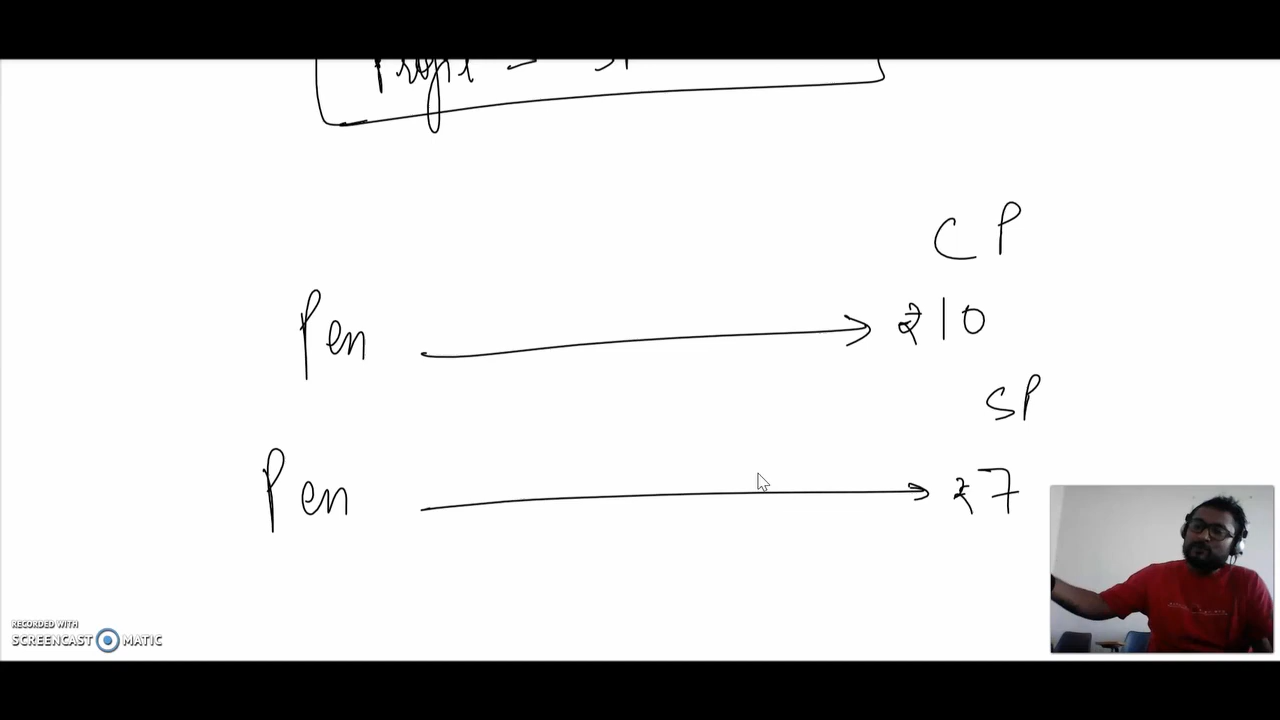 CP
Pen ₹10
SP
Pen ₹7
RECORDED WITH
SCREENCAST MATIC